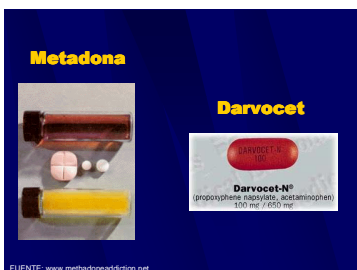 Metadona
Darvocet
DARVOCET-N
100
Darvocet-N®
(propoxyphene napsylate, acetaminophen)
100 mg / 650 mg
FUENTE: www.methadoneaddiction.net